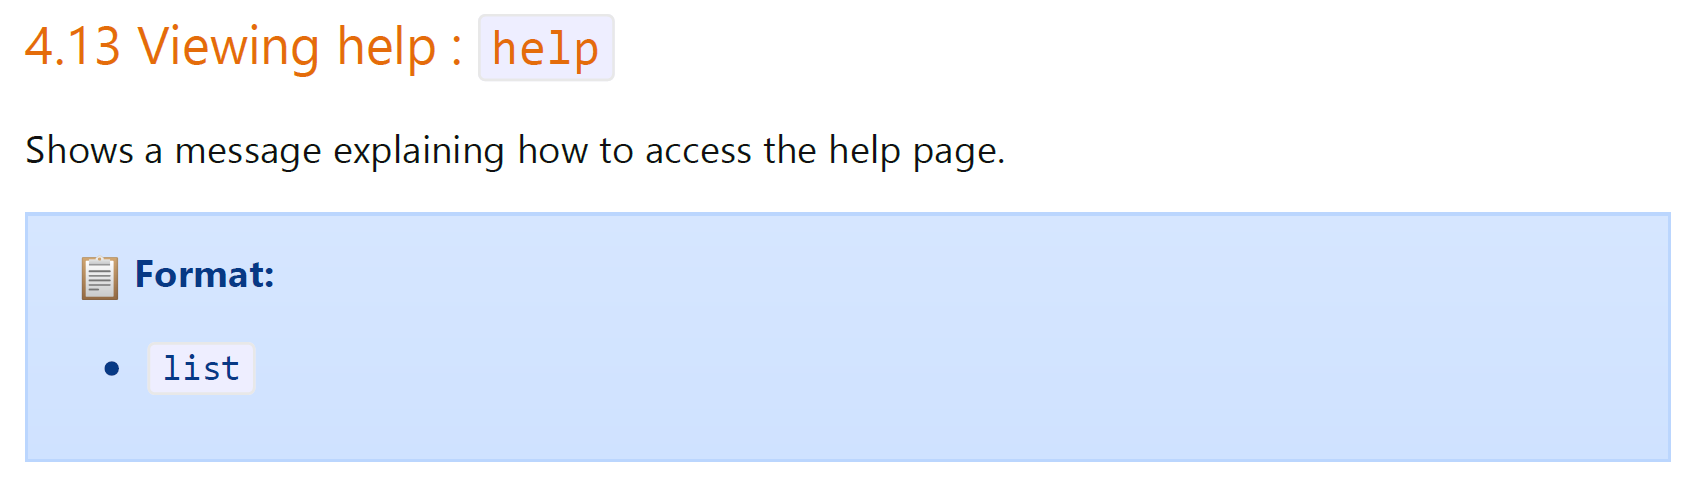 4.13 Viewing help : help
Shows a message explaining how to access the help page.
Format:
• list